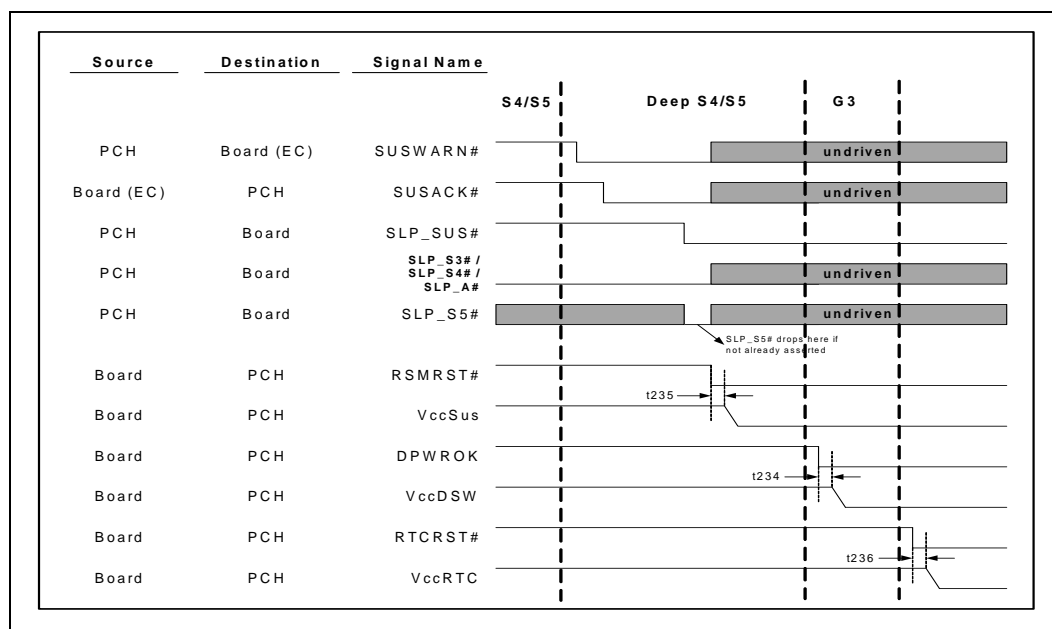 Source Destination Signal Name
S4/S5 Deep S4/S5 G3
PCH Board (EC) SUSWARN# undriven
Board (EC) PCH SUSACK# undriven
PCH Board SLP_SUS#
PCH Board SLP_S3# /
SLP_S4# /
SLP_A# undriven
PCH Board SLP_S5# undriven
SLP_S5# drops here if
not already asserted
Board PCH RSMRST#
t235
Board PCH VccSus
Board PCH DPWROK
t234
Board PCH VccDSW
Board PCH RTCRST#
t236
Board PCH VccRTC